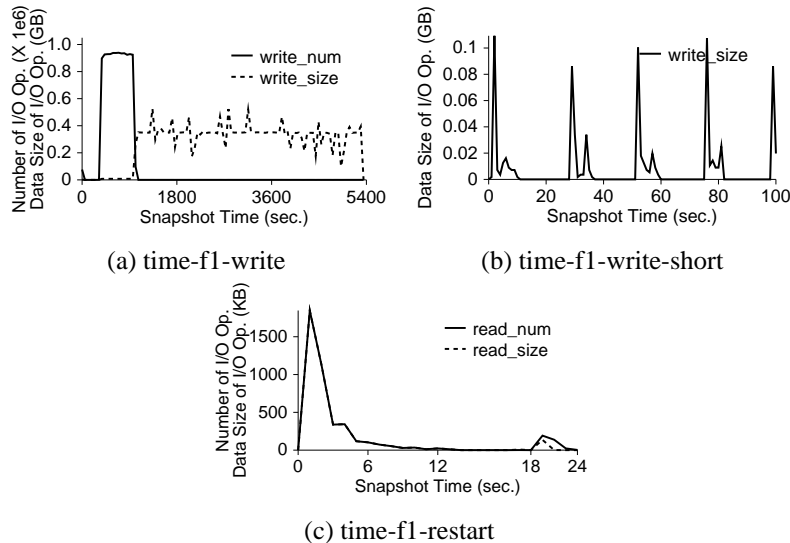 Number of I/O Op. (X 1e6)
Data Size of I/O Op. (GB)
1.0
0.8
0.6
0.4
0.2
0
write_num
write_size
0
1800
3600
5400
Snapshot Time (sec.)
(a) time-f1-write
Data Size of I/O Op. (GB)
0.1
0.08
0.06
0.04
0.02
0
write_size
0
20
40
60
80
100
Snapshot Time (sec.)
(b) time-f1-write-short
Number of I/O Op.
Data Size of I/O Op. (KB)
1500
1000
500
0
read_num
read_size
0
6
12
18
24
Snapshot Time (sec.)
(c) time-f1-restart